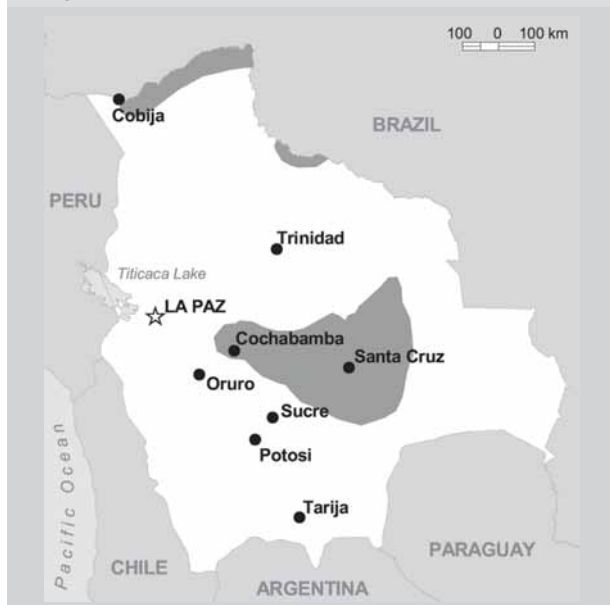 100 0 100 km
Cobija
BRAZIL
PERU
Trinidad
Titicaca Lake
LA PAZ
Cochabamba
Santa Cruz
Oruro
Sucre
Potosi
Pacific Ocean
Tarija
PARAGUAY
CHILE
ARGENTINA